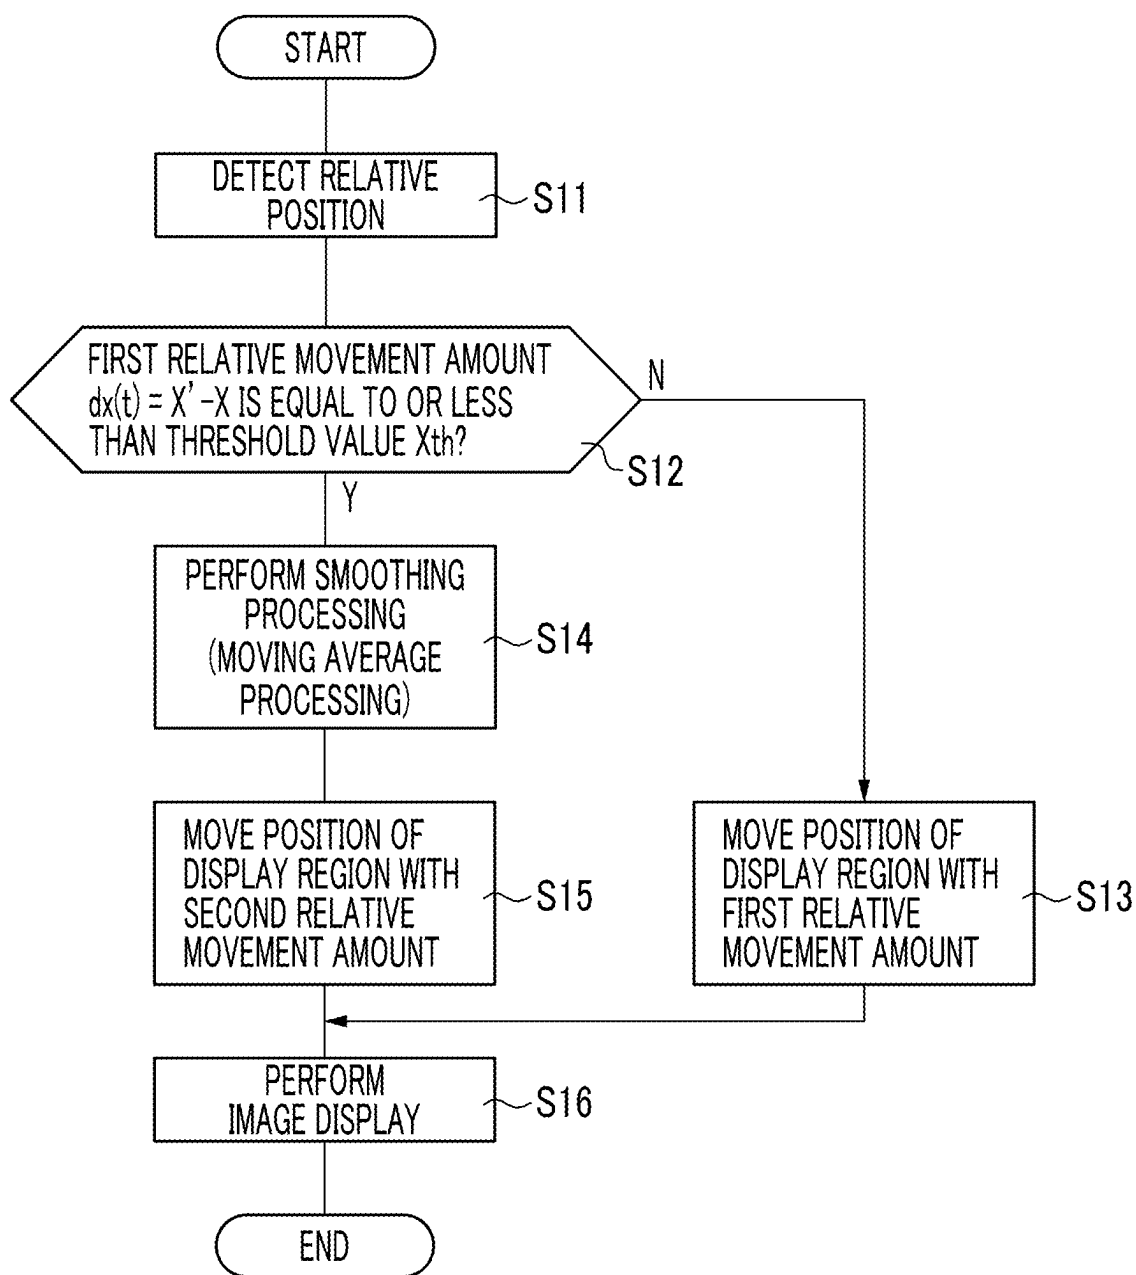 START
DETECT RELATIVE
POSITION
S11
FIRST RELATIVE MOVEMENT AMOUNT
dx(t) = X' -X IS EQUAL TO OR LESS
THAN THRESHOLD VALUE Xth?
N
S12
Y
PERFORM SMOOTHING
PROCESSING
(MOVING AVERAGE
PROCESSING)
S14
MOVE POSITION OF
DISPLAY REGION WITH
SECOND RELATIVE
MOVEMENT AMOUNT
S15
MOVE POSITION OF
DISPLAY REGION WITH
FIRST RELATIVE
MOVEMENT AMOUNT
S13
PERFORM
IMAGE DISPLAY
S16
END